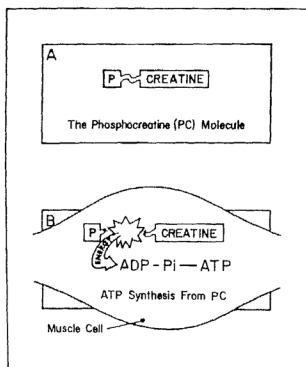 A
P CREATINE
The Phosphocreatine (PC) Molecule
B
P CREATINE
ENERGY
ADP - Pi — ATP
ATP Synthesis From PC
Muscle Cell